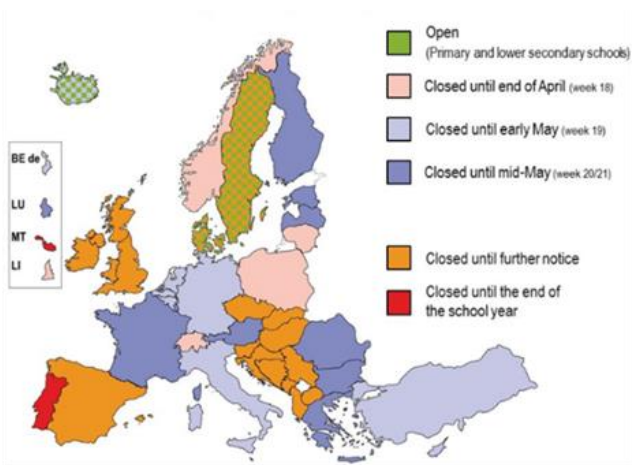 Open
(Primary and lower secondary schools)
Closed until end of April (week 18)
Closed until early May (week 19)
Closed until mid-May (week 20/21)
Closed until further notice
Closed until the end of
the school year
BE de
LU
MT
LI